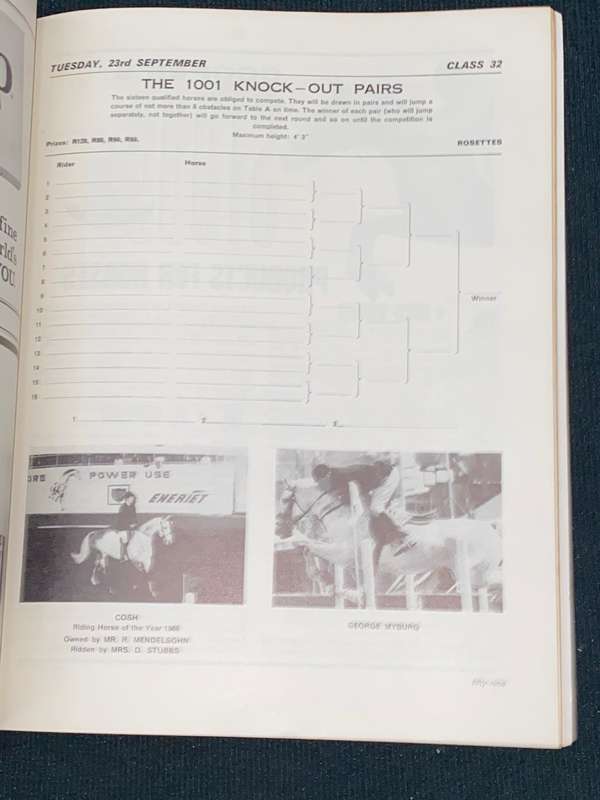 TUESDAY, 23rd SEPTEMBER CLASS 32
THE 1001 KNOCK-OUT PAIRS
The sixteen qualified horses are obliged to compete. They will be drawn in pairs and will jump a
course of not more than 8 obstacles on Table A on time. The winner of each pair (who will jump
separately, not together) will go forward to the next round and so on until the competition is
completed.
Maximum height: 4' 3"
Prizes: ROSETTES
Rider Horse
1
2
3
4
5
6
7
8
9
10
11
12
13
14
15
16
Winner
1. 2. 3.
fine
rld's
YOU.
POWER USE
ENERJET
COSH
Riding Horse of the Year
Owned by MR. R. MENDELSOHN
Ridden by MRS. D. STUBBS
GEORGE MYBURG